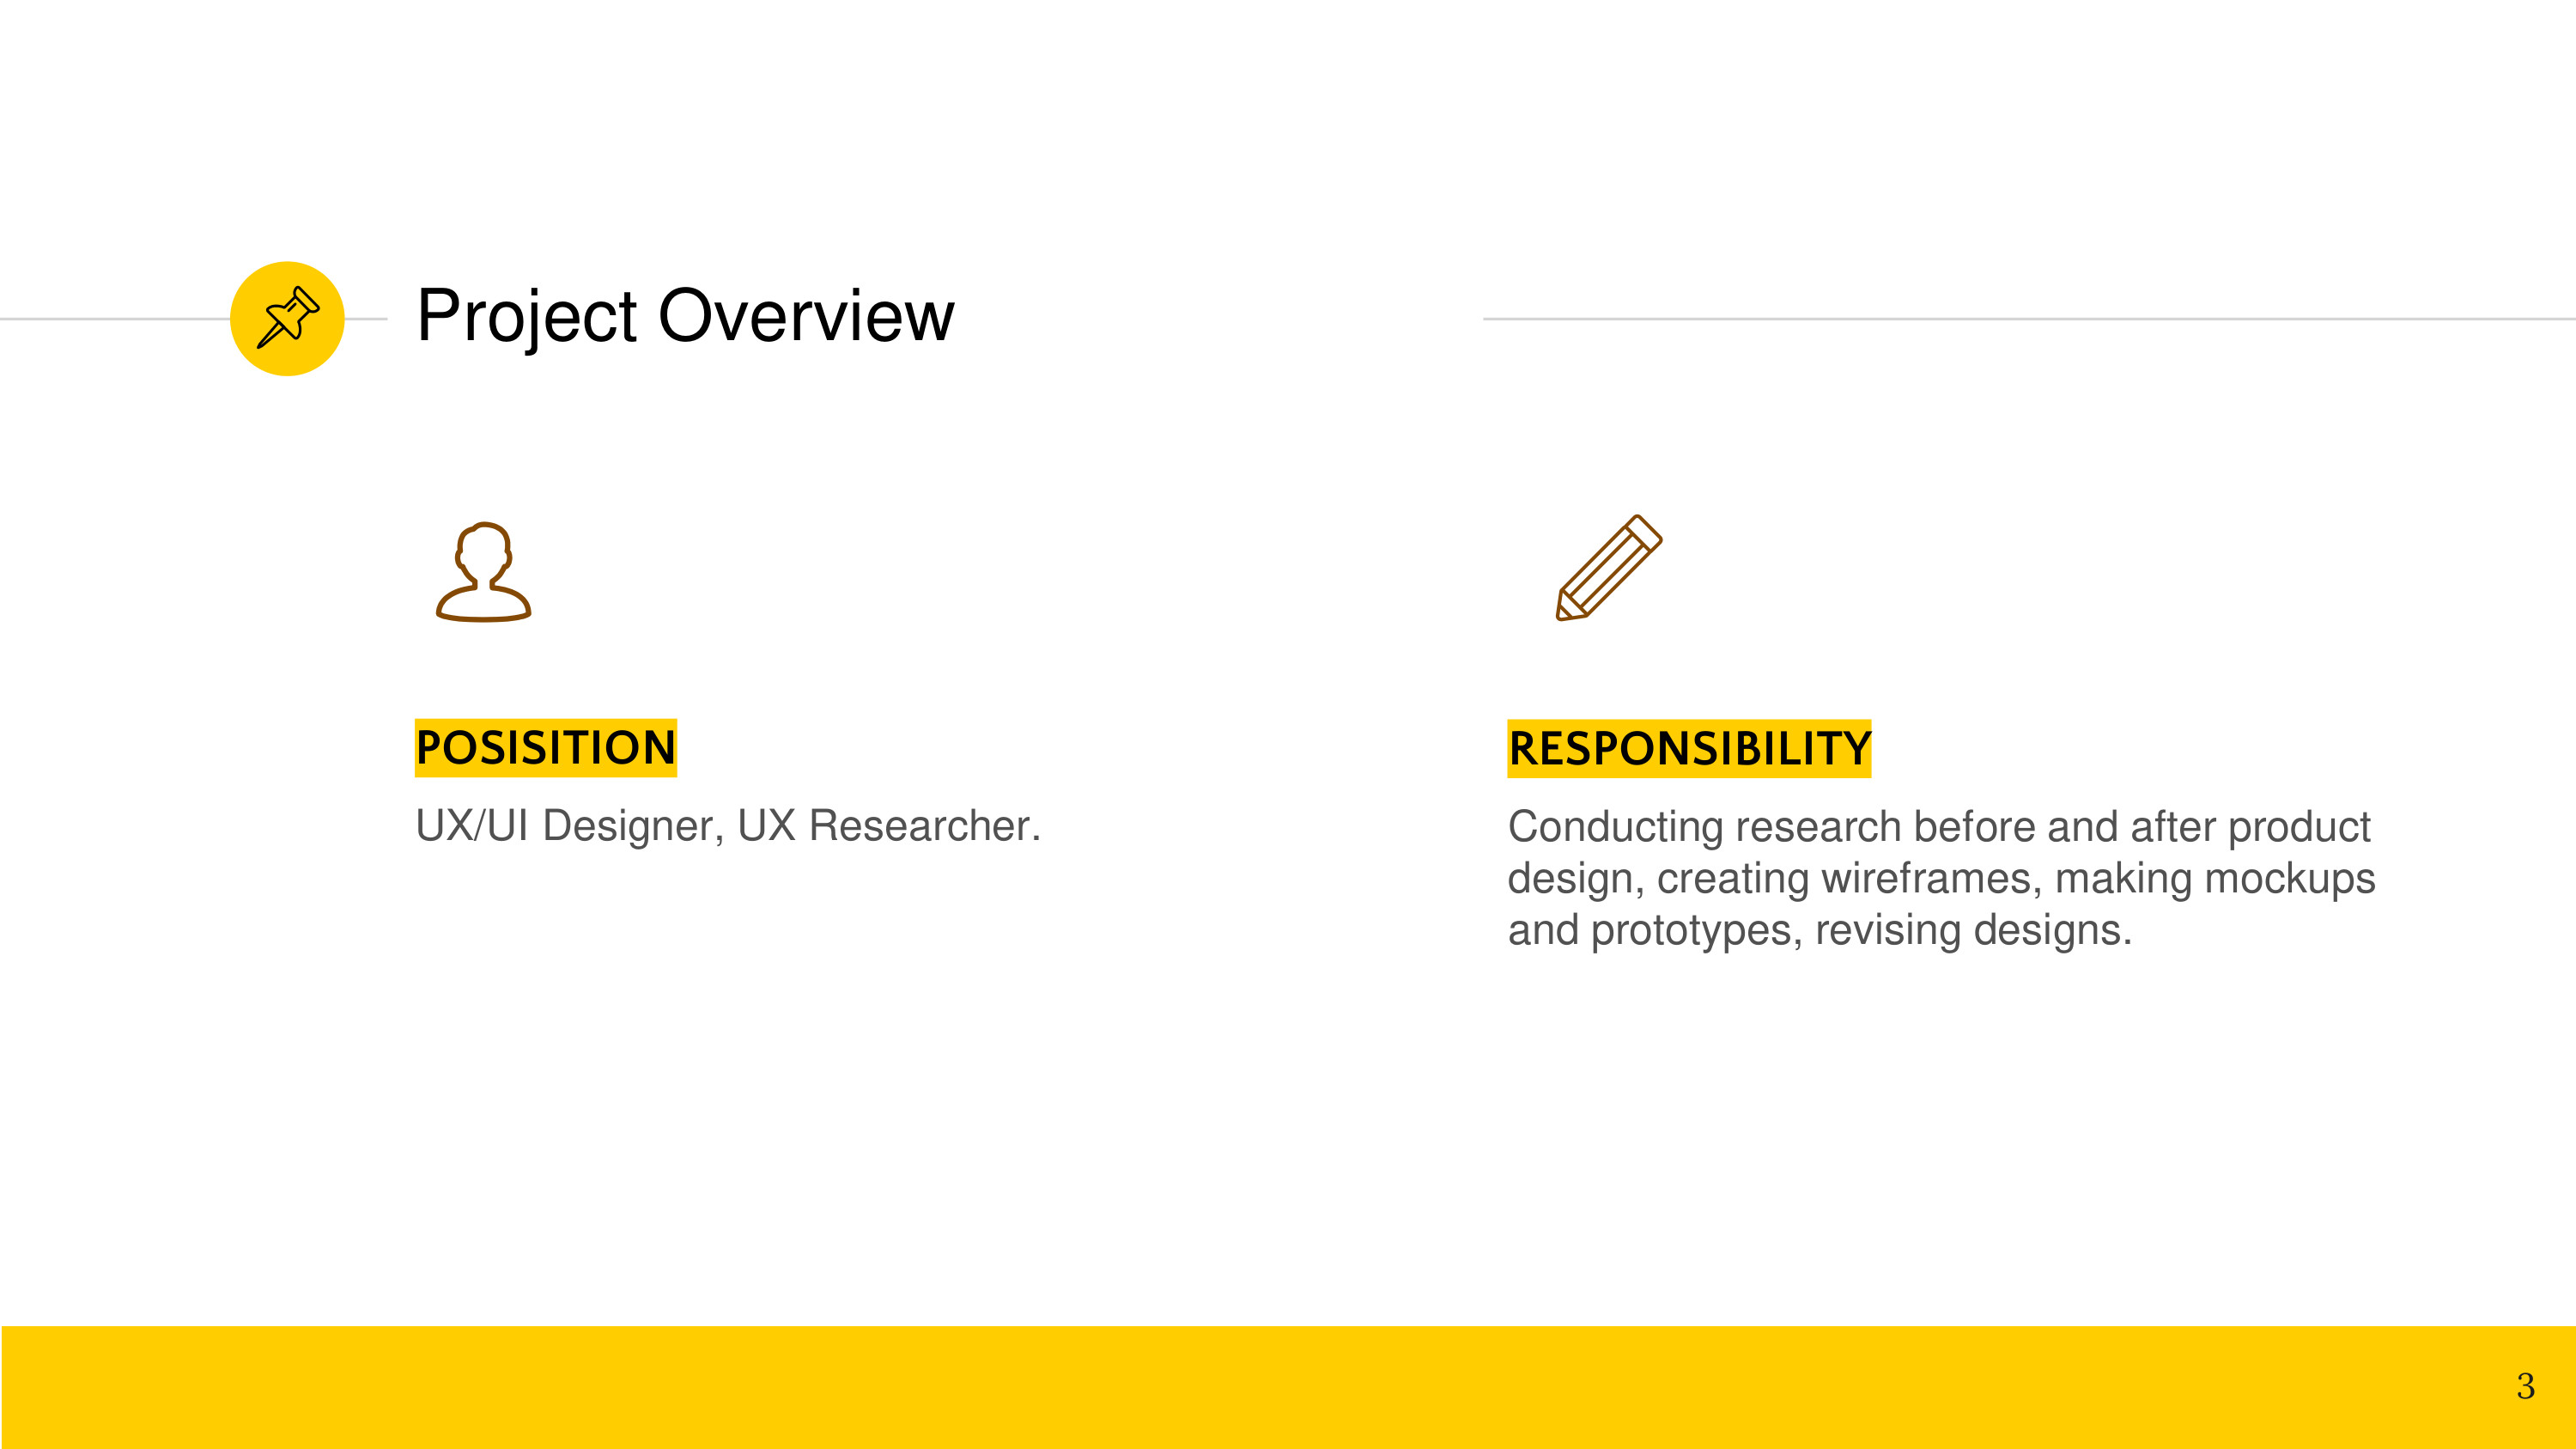 Project Overview
POSISITION
UX/UI Designer, UX Researcher.
RESPONSIBILITY
Conducting research before and after product
design, creating wireframes, making mockups
and prototypes, revising designs.
3